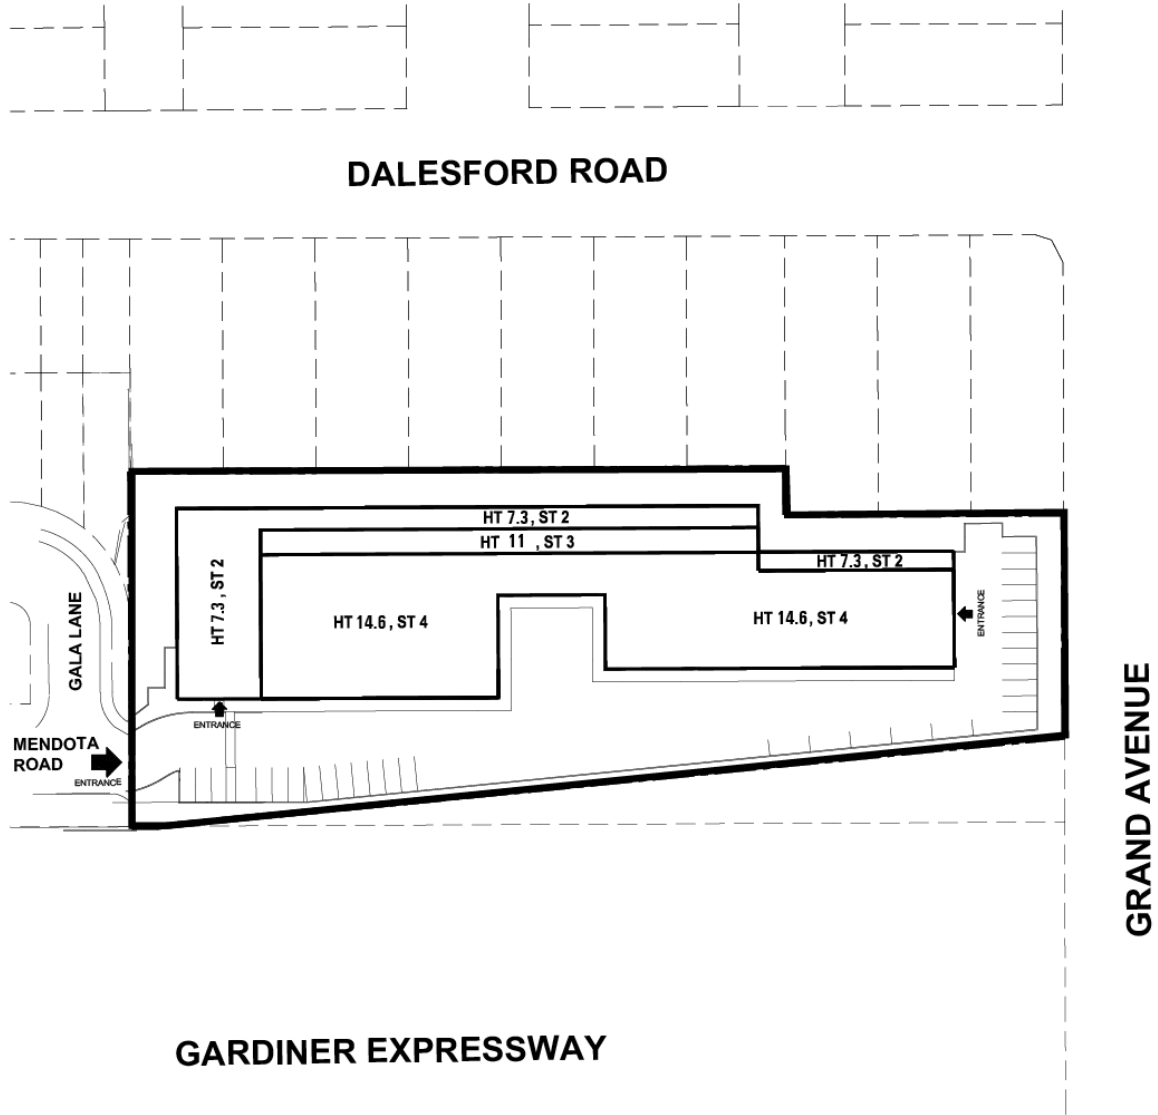 DALESFORD ROAD
HT 7.3, ST 2
HT 11 , ST 3
HT 7.3, ST 2
HT 7.3, ST 2
HT 14.6, ST 4
HT 14.6, ST 4
ENTRANCE
GALA LANE
ENTRANCE
MENDOTA
ROAD
ENTRANCE
GRAND AVENUE
GARDINER EXPRESSWAY